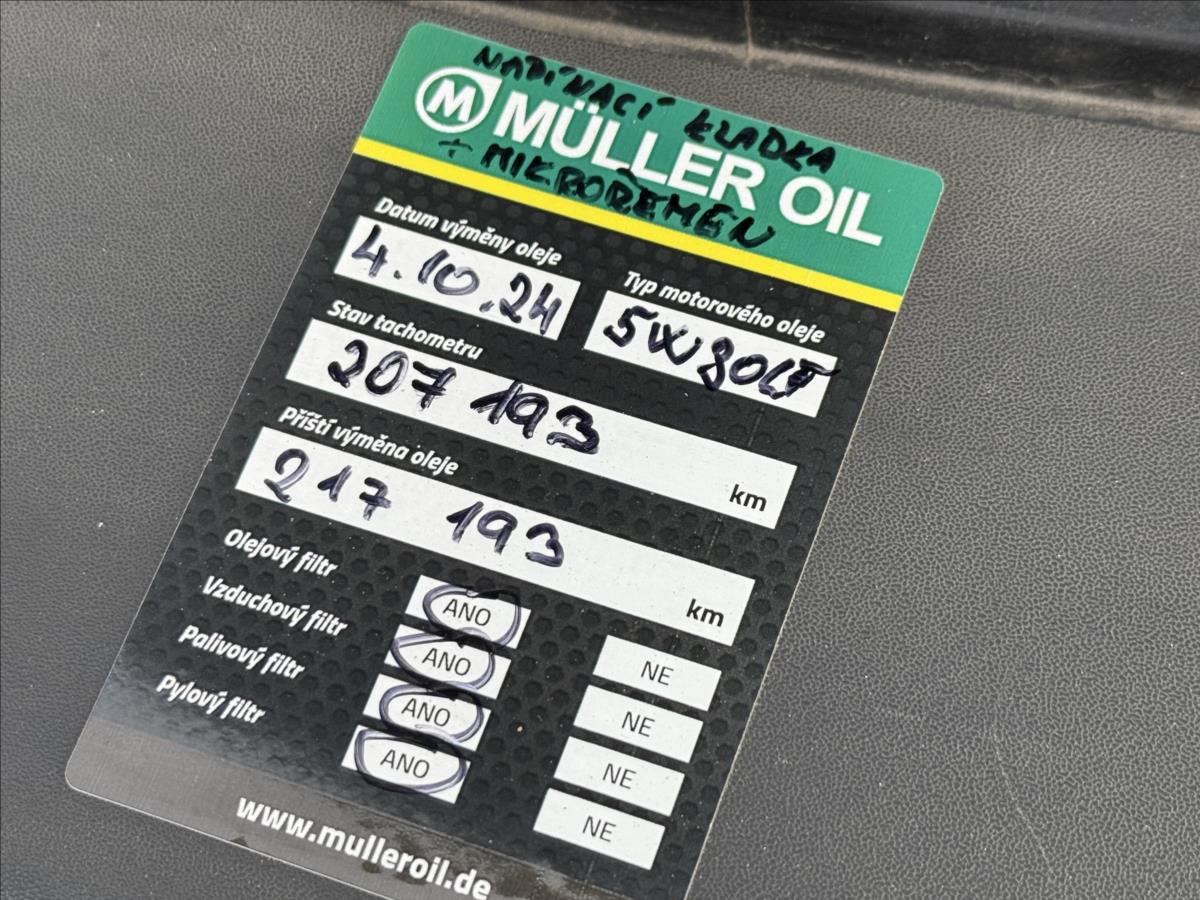 NAPÍNACÍ KLADKA
M MÜLLER OIL
+ MIKROŘEMEN
Datum výměny oleje
4.10.24
Typ motorového oleje
5W30LF
Stav tachometru
207 193 km
Příští výměna oleje
217 193 km
Olejový filtr ANO NE
Vzduchový filtr ANO NE
Palivový filtr ANO NE
Pylový filtr ANO NE
www.mulleroil.de